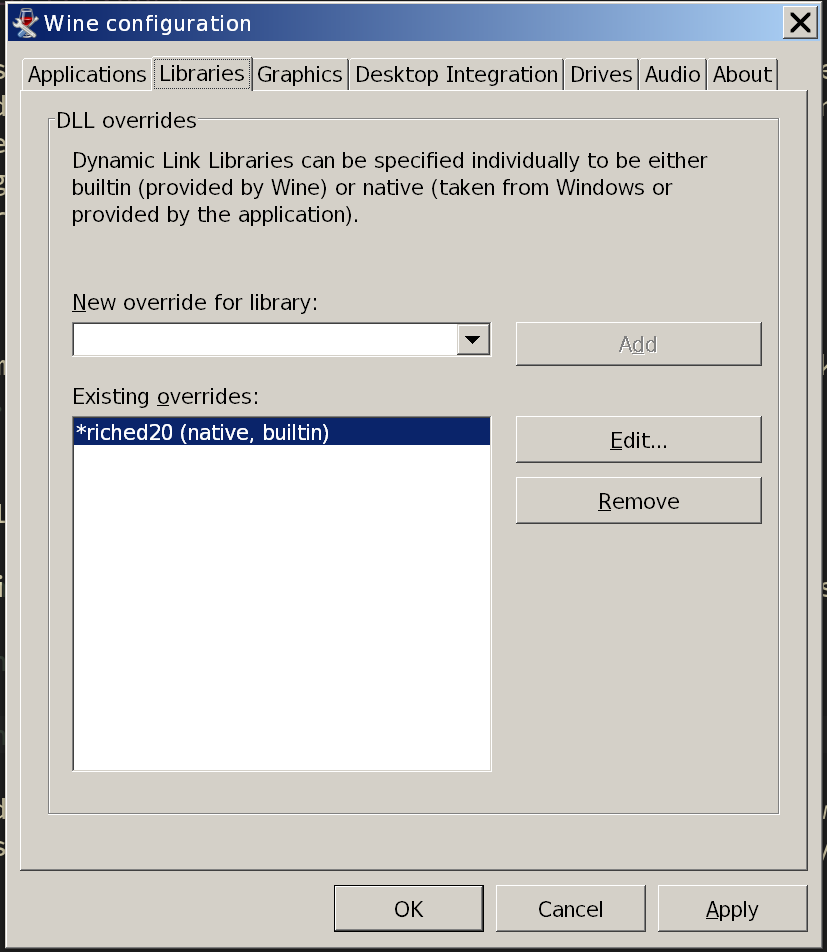 Wine configuration
Applications Libraries Graphics Desktop Integration Drives Audio About
DLL overrides
Dynamic Link Libraries can be specified individually to be either
builtin (provided by Wine) or native (taken from Windows or
provided by the application).
New override for library:
Add
Existing overrides:
*riched20 (native, builtin)
Edit...
Remove
OK Cancel Apply